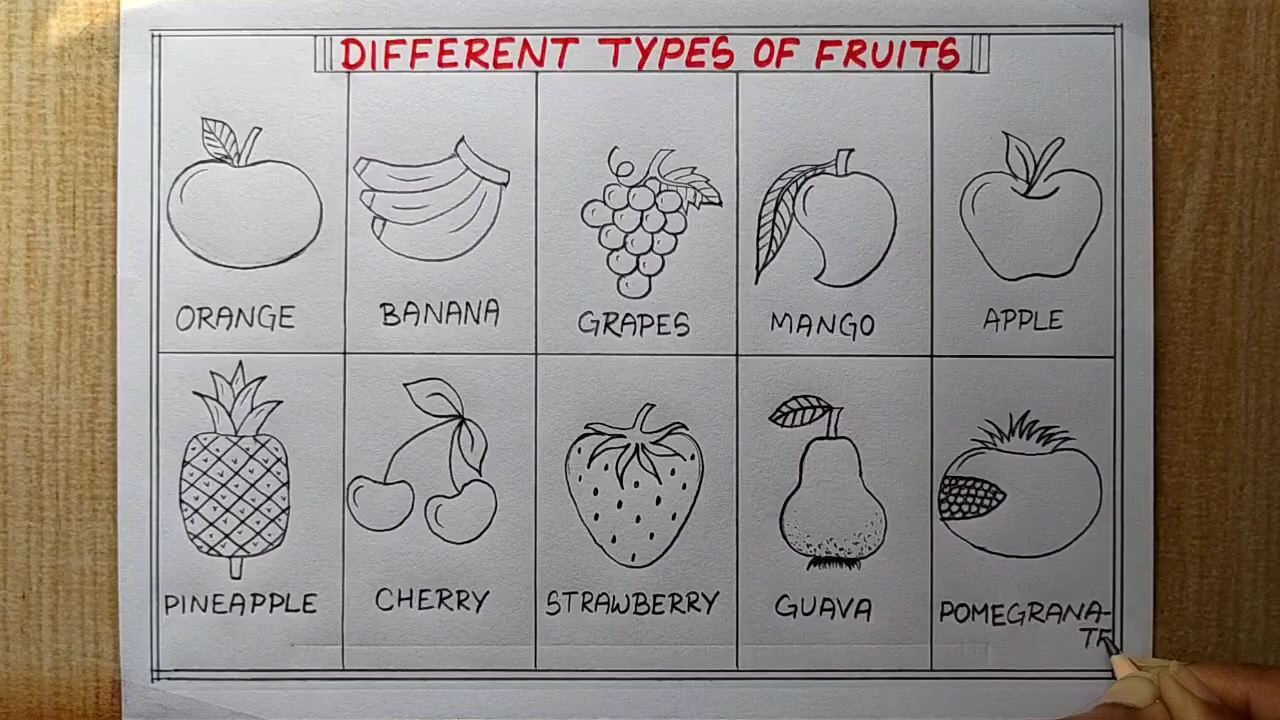 DIFFERENT TYPES OF FRUITS
ORANGE
BANANA
GRAPES
MANGO
APPLE
PINEAPPLE
CHERRY
STRAWBERRY
GUAVA
POMEGRANA-
TE